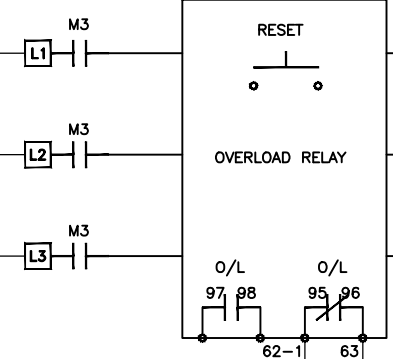 M3
RESET
L1
M3
L2
OVERLOAD RELAY
M3
L3
O/L O/L
97 98 95 96
62-1 63